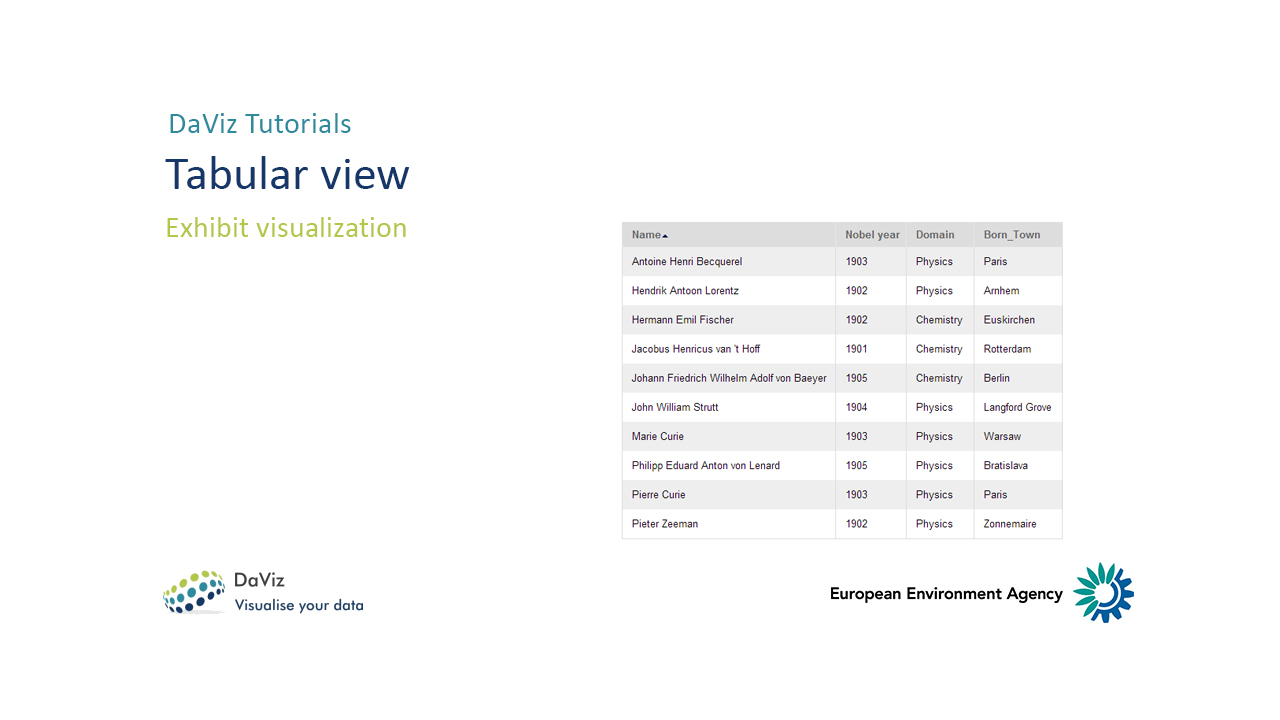 DaViz Tutorials
Tabular view
Exhibit visualization
Name Nobel year Domain Born_Town
Antoine Henri Becquerel 1903 Physics Paris
Hendrik Antoon Lorentz 1902 Physics Arnhem
Hermann Emil Fischer 1902 Chemistry Euskirchen
Jacobus Henricus van 't Hoff 1901 Chemistry Rotterdam
Johann Friedrich Wilhelm Adolf von Baeyer 1905 Chemistry Berlin
John William Strutt 1904 Physics Langford Grove
Marie Curie 1903 Physics Warsaw
Philipp Eduard Anton von Lenard 1905 Physics Bratislava
Pierre Curie 1903 Physics Paris
Pieter Zeeman 1902 Physics Zonnemaire
DaViz
Visualise your data
European Environment Agency